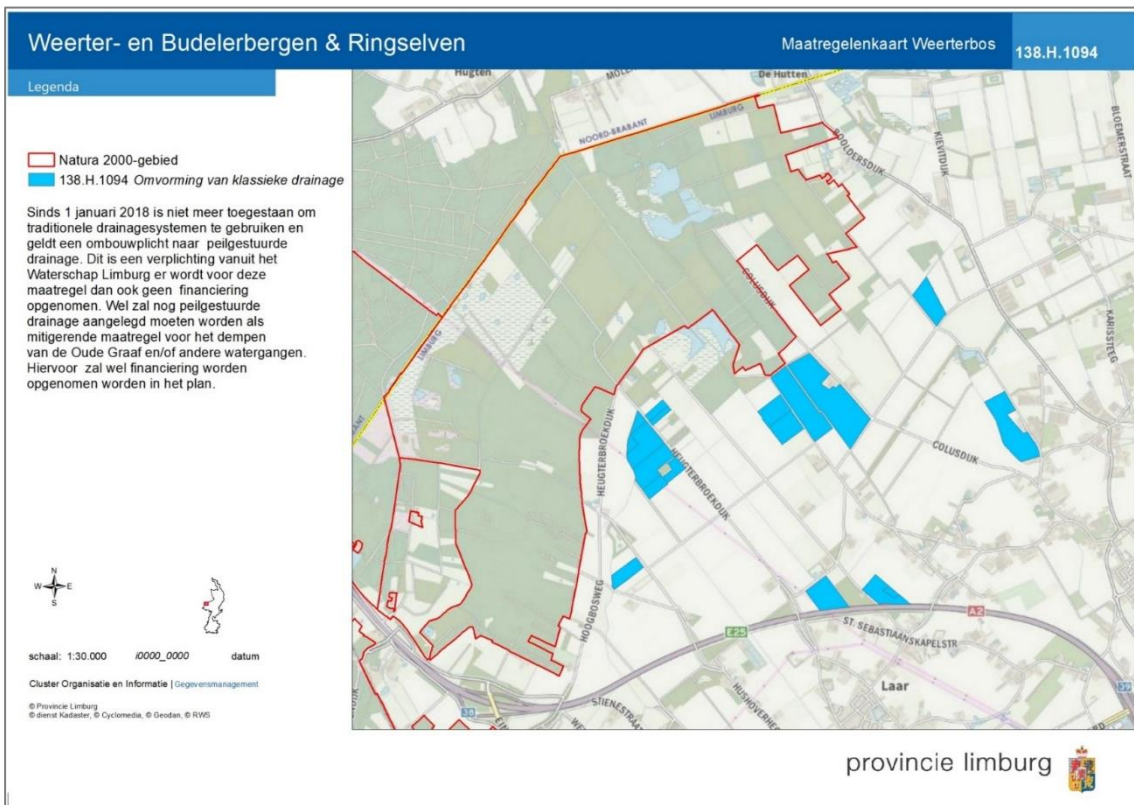 Weerter- en Budelerbergen & Ringselven
Maatregelenkaart Weerterbos
138.H.1094
Legenda
Natura 2000-gebied
138.H.1094 Omvorming van klassieke drainage
Sinds 1 januari 2018 is niet meer toegestaan om
traditionele drainagesystemen te gebruiken en
geldt een ombouwplicht naar peilgestuurde
drainage. Dit is een verplichting vanuit het
Waterschap Limburg er wordt voor deze
maatregel dan ook geen financiering
opgenomen. Wel zal nog peilgestuurde
drainage aangelegd moeten worden als
mitigerende maatregel voor het dempen
van de Oude Graaf en/of andere watergangen.
Hiervoor zal wel financiering worden
opgenomen worden in het plan.
N
W E
S
schaal: 1:30.000 i0000_0000 datum
Cluster Organisatie en Informatie | Gegevensmanagement
© Provincie Limburg
© dienst Kadaster, © Cyclomedia, © Geodan, © RWS
Hugten
De Hutten
NOORD-BRABANT
LIMBURG
ROOLDERSDIJK
KIEVITDIJK
BLOEMERSTRAAT
COLUSDIJK
KARISSTEEG
LIMBURG
HEUGTERBROEKDIJK
HEUGTERBROEKDIJK
COLUSDIJK
HOOGBOSWEG
A2
E25
ST. SEBASTIAANSKAPELSTR
Laar
39
38
STIENESTRAAT
provincie limburg